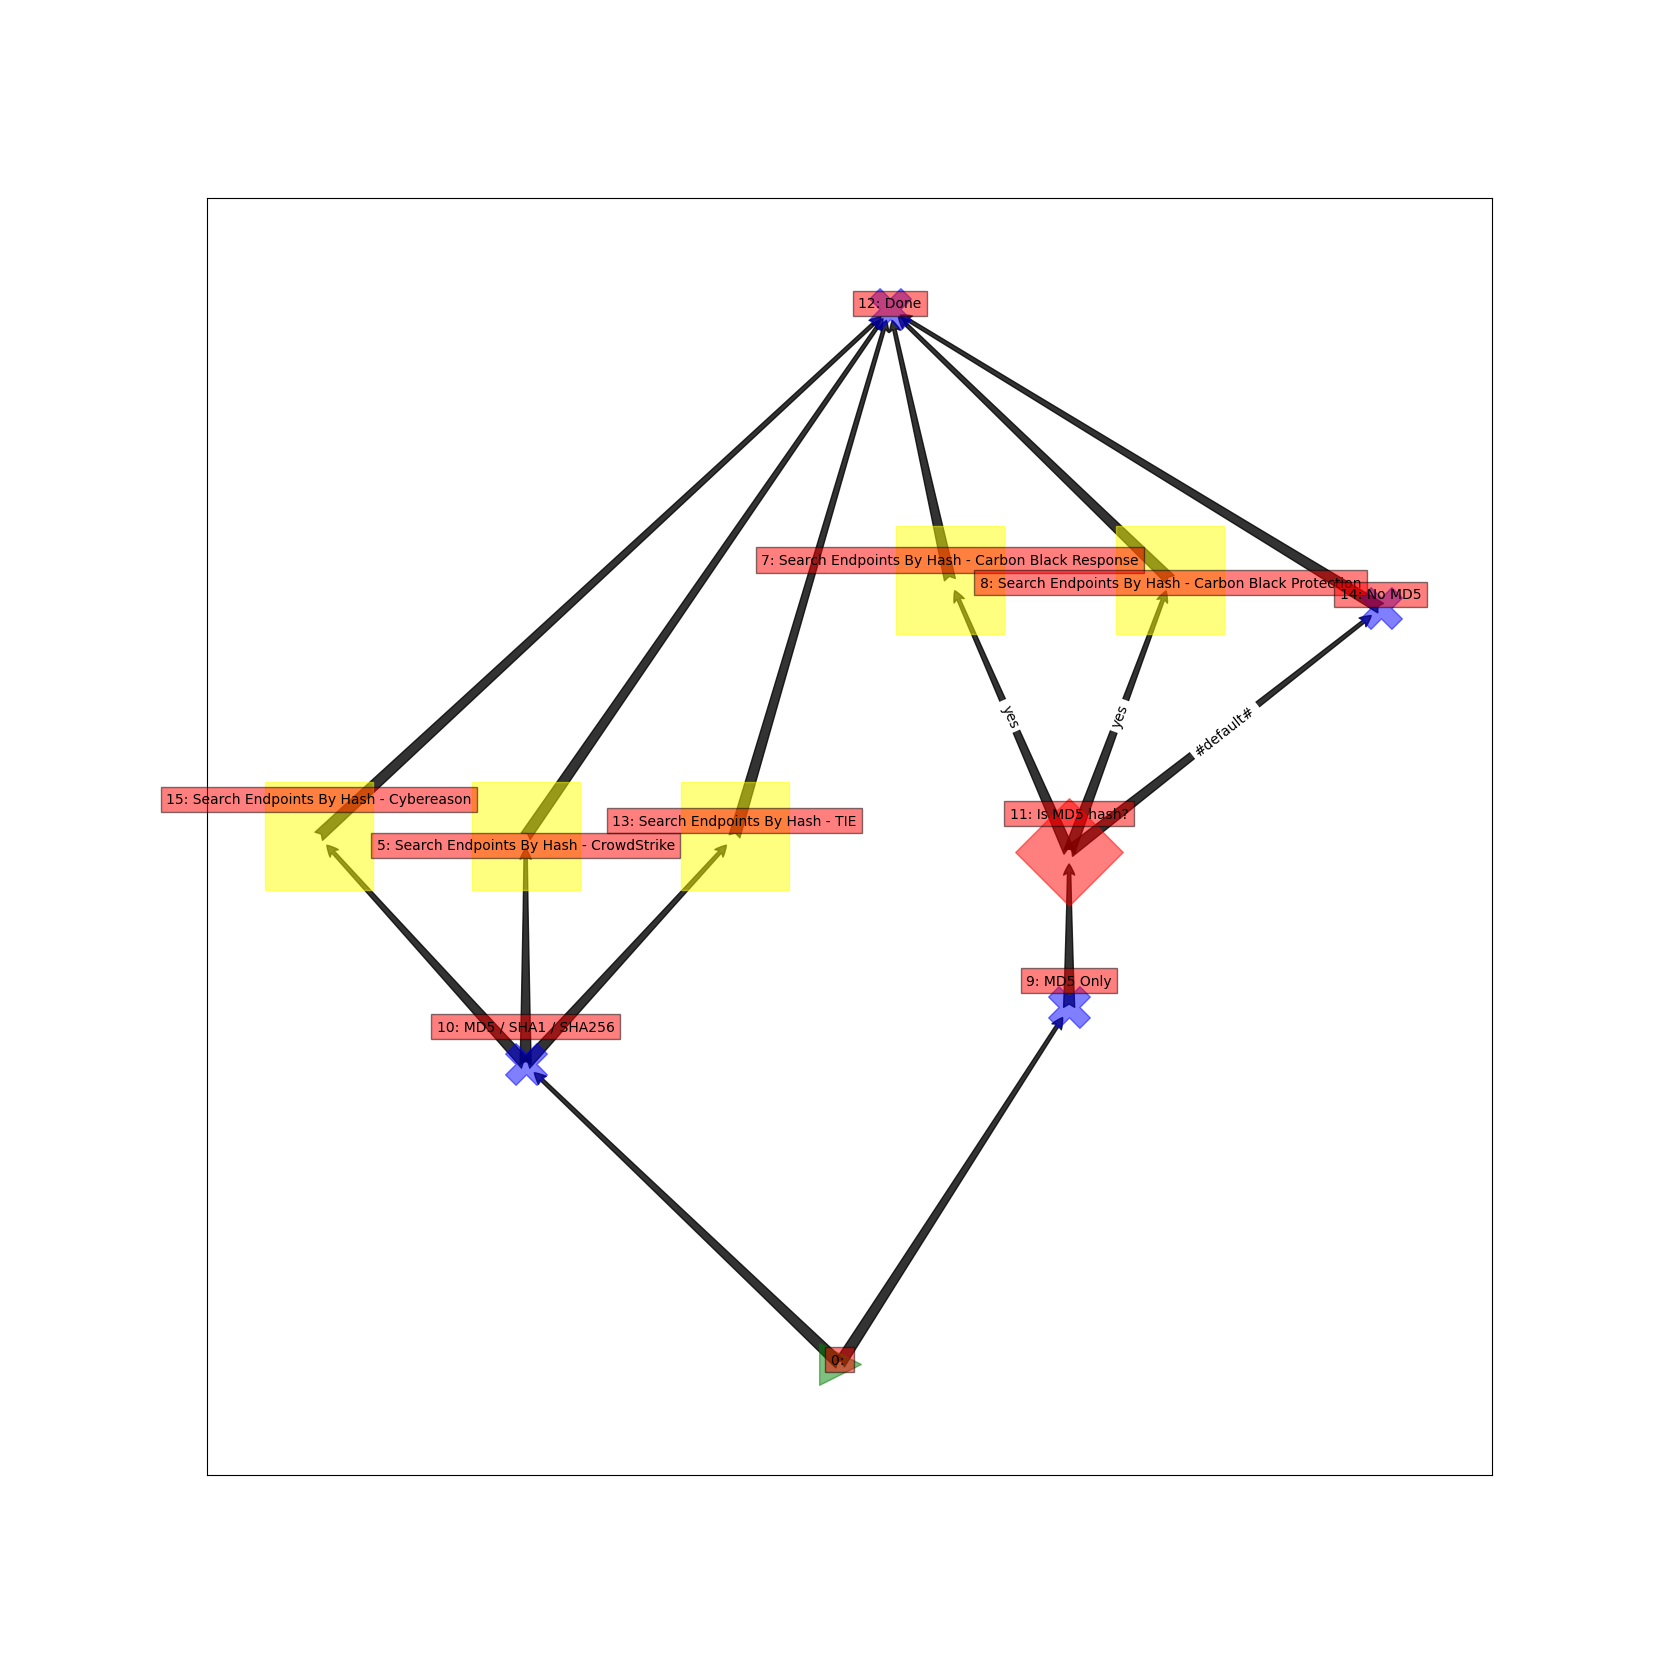 12: Done
7: Search Endpoints By Hash - Carbon Black Response
8: Search Endpoints By Hash - Carbon Black Protection
14: No MD5
yes
yes
#default#
15: Search Endpoints By Hash - Cybereason
13: Search Endpoints By Hash - TIE
11: Is MD5 hash?
5: Search Endpoints By Hash - CrowdStrike
9: MD5 Only
10: MD5 / SHA1 / SHA256
0: